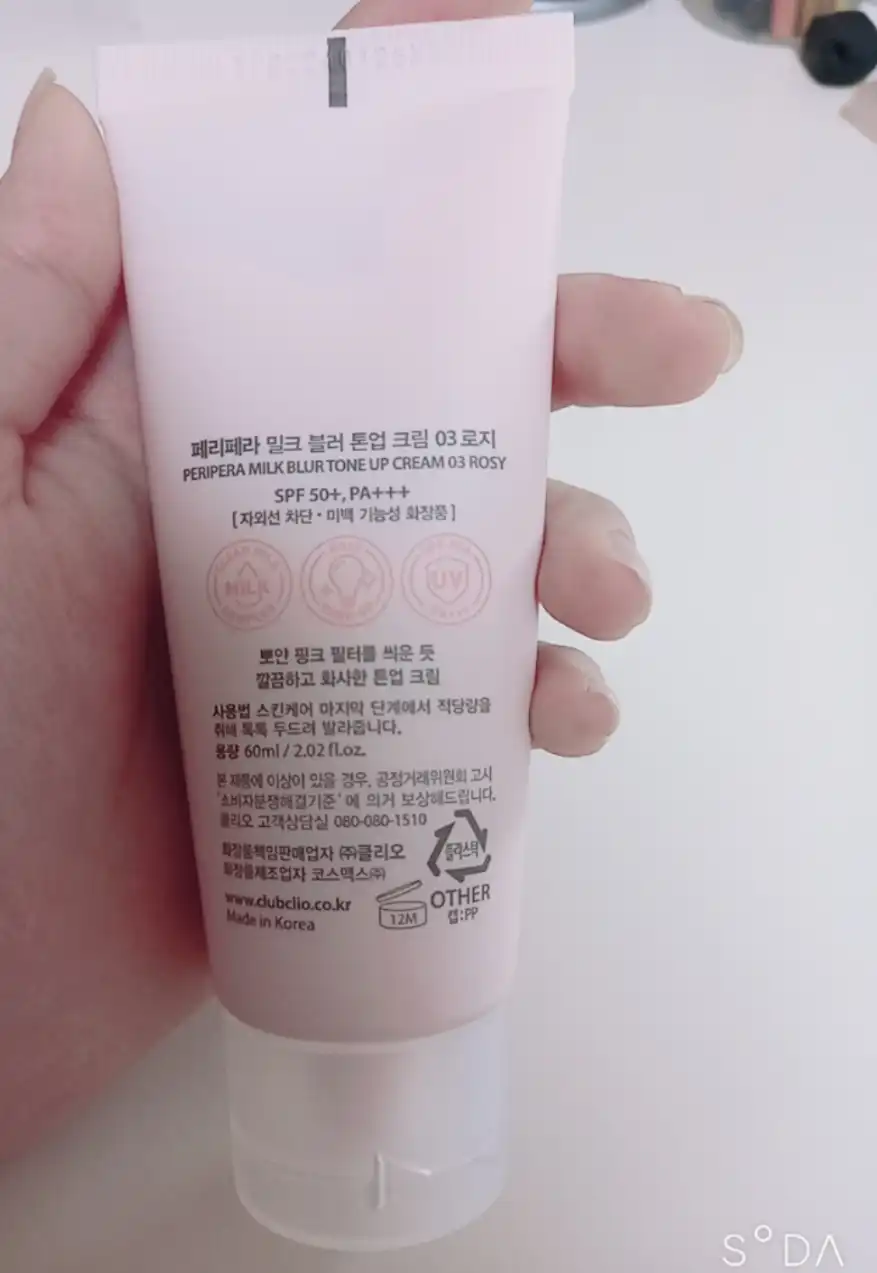 페리페라 밀크 블러 톤업 크림 03 로지
PERIPERA MILK BLUR TONE UP CREAM 03 ROSY
SPF 50+, PA+++
[자외선 차단 · 미백 기능성 화장품]
MILK
UV
뽀얀 핑크 필터를 씌운 듯
깔끔하고 화사한 톤업 크림
사용법 스킨케어 마지막 단계에서 적당량을
취해 톡톡 두드려 발라줍니다.
용량 60ml / 2.02 fl.oz.
본 제품에 이상이 있을 경우, 공정거래위원회 고시
'소비자분쟁해결기준' 에 의거 보상해드립니다.
클리오 고객상담실 080-080-1510
화장품책임판매업자 ㈜클리오
화장품제조업자 코스맥스㈜
www.clubclio.co.kr
Made in Korea
12M
플라스틱
OTHER
캡:PP
SODA